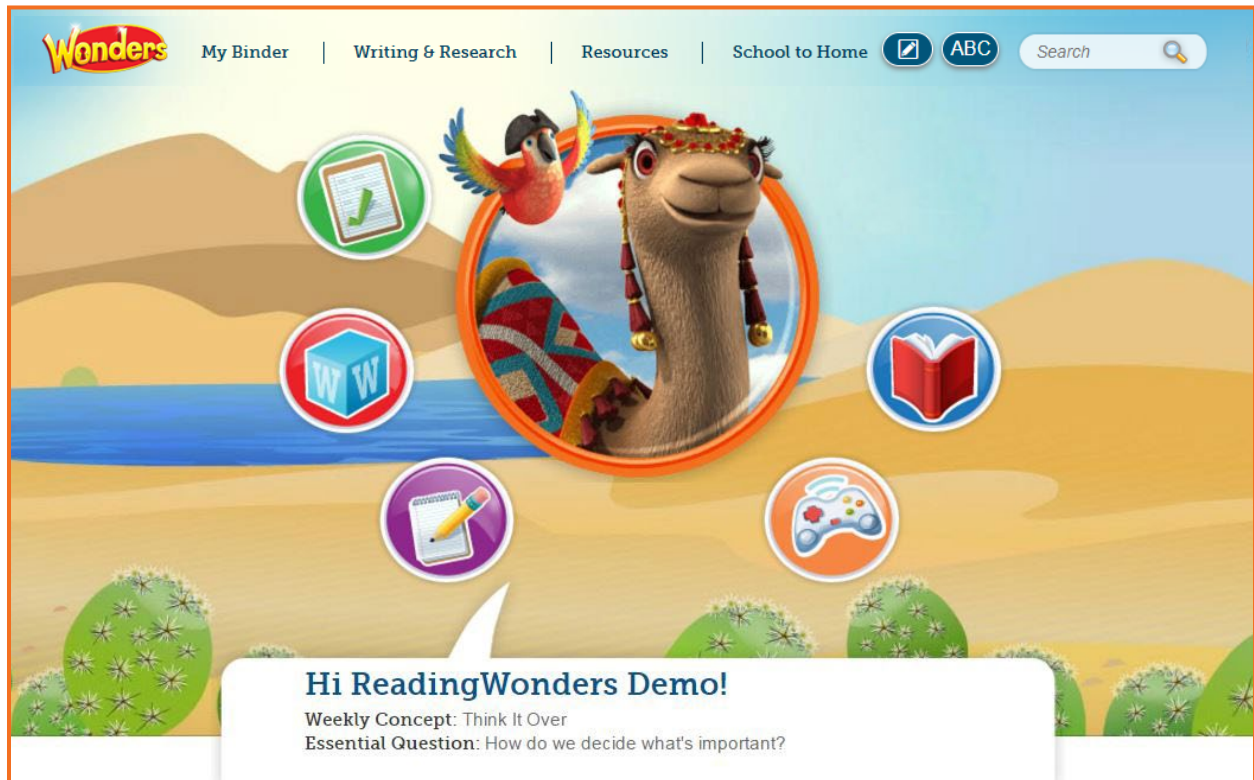 Wonders
My Binder | Writing & Research | Resources | School to Home ABC Search
W W
Hi ReadingWonders Demo!
Weekly Concept: Think It Over
Essential Question: How do we decide what's important?